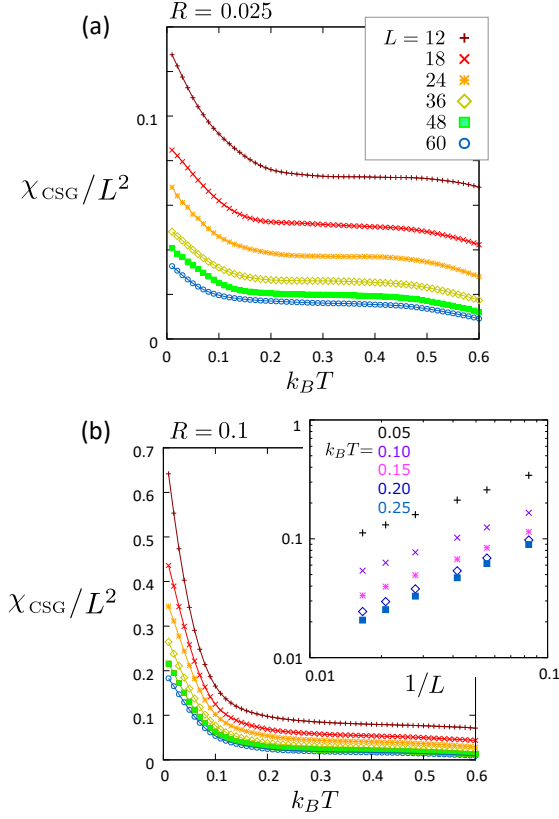 (a)
R = 0.025
L = 12
18
24
36
48
60
0.1
χCSG/L²
0
0 0.1 0.2 0.3 0.4 0.5 0.6
kBT
(b)
R = 0.1
0.7
0.6
0.5
0.4
0.3
0.2
0.1
0
χCSG/L²
0 0.1 0.2 0.3 0.4 0.5 0.6
kBT
1
0.1
0.01
kBT=
0.05
0.10
0.15
0.20
0.25
0.01 0.1
1/L